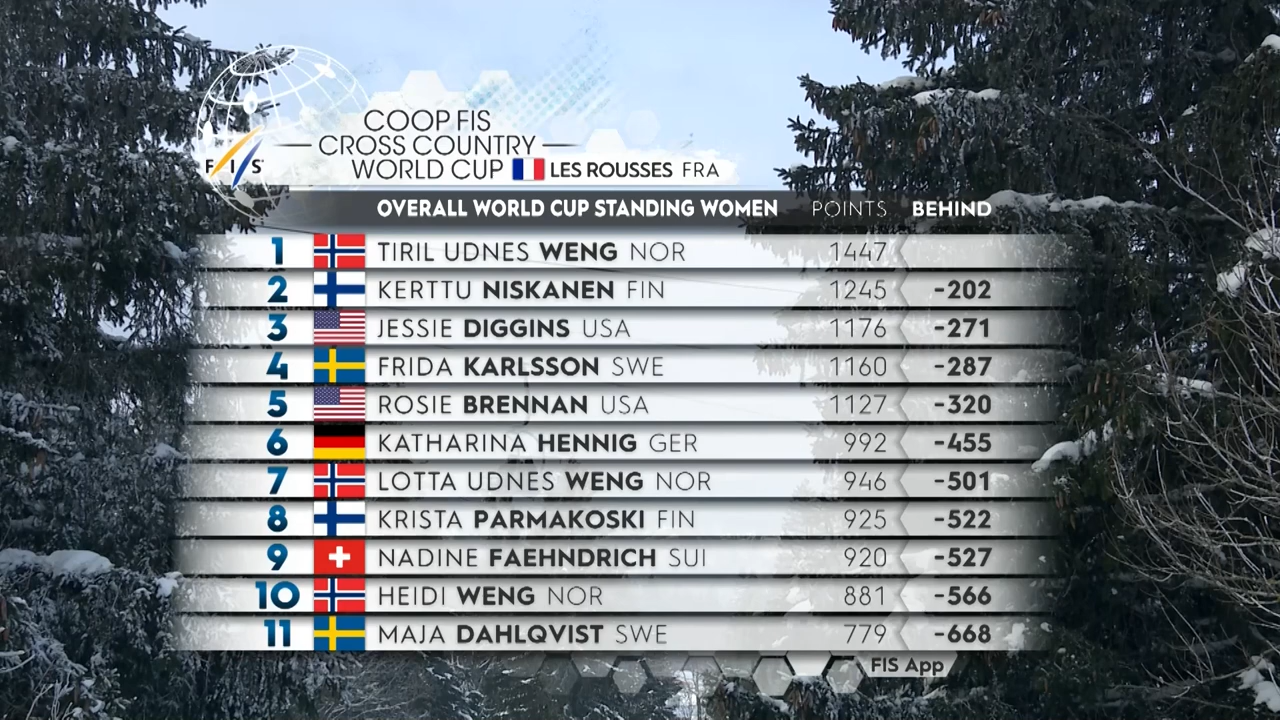 COOP FIS
CROSS COUNTRY
WORLD CUP LES ROUSSES FRA
FIS
OVERALL WORLD CUP STANDING WOMEN POINTS BEHIND
1 TIRIL UDNES WENG NOR 1447
2 KERTTU NISKANEN FIN 1245 -202
3 JESSIE DIGGINS USA 1176 -271
4 FRIDA KARLSSON SWE 1160 -287
5 ROSIE BRENNAN USA 1127 -320
6 KATHARINA HENNIG GER 992 -455
7 LOTTA UDNES WENG NOR 946 -501
8 KRISTA PARMAKOSKI FIN 925 -522
9 NADINE FAEHNDRICH SUI 920 -527
10 HEIDI WENG NOR 881 -566
11 MAJA DAHLQVIST SWE 779 -668
FIS App